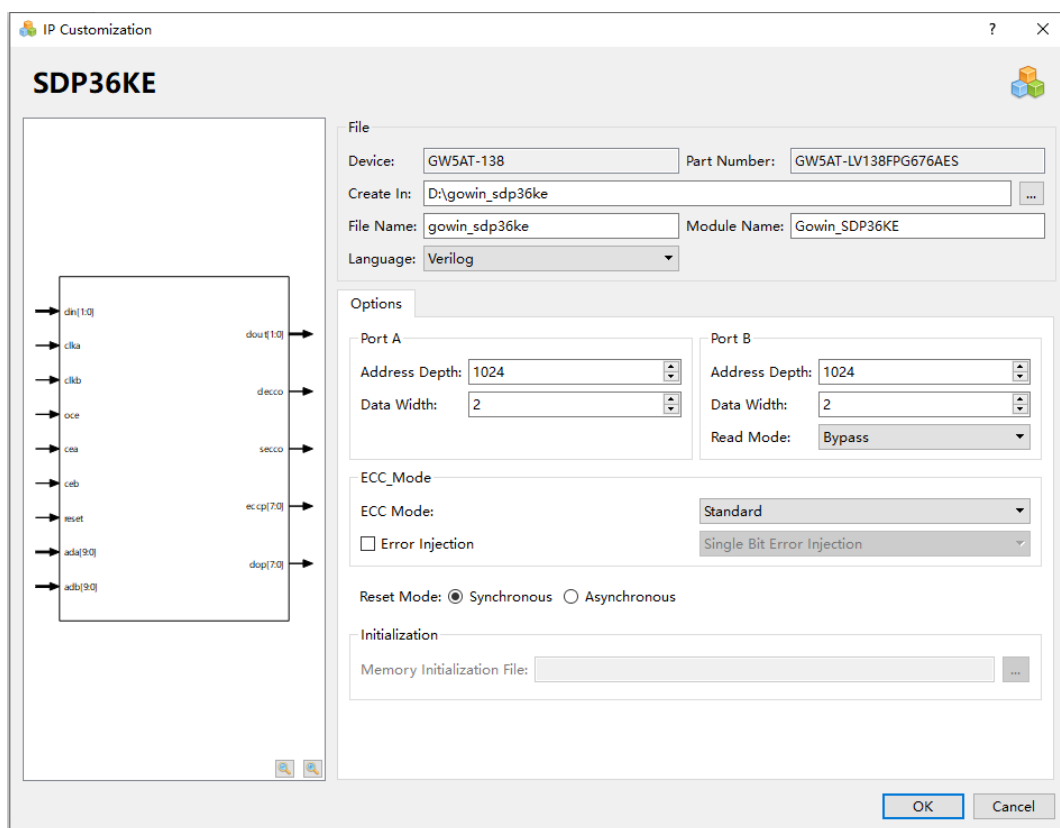 IP Customization ? ×
SDP36KE
din(1:0)
clka
clkb
oce
cea
ceb
reset
ada(9:0)
adb(9:0)
dout(1:0)
decco
secco
eccp(7:0)
dop(7:0)
File
Device: GW5AT-138 Part Number: GW5AT-LV138FPG676AES
Create In: D:\gowin_sdp36ke ...
File Name: gowin_sdp36ke Module Name: Gowin_SDP36KE
Language: Verilog
Options
Port A
Address Depth: 1024
Data Width: 2
Port B
Address Depth: 1024
Data Width: 2
Read Mode: Bypass
ECC_Mode
ECC Mode: Standard
Error Injection Single Bit Error Injection
Reset Mode: Synchronous Asynchronous
Initialization
Memory Initialization File: ...
OK Cancel